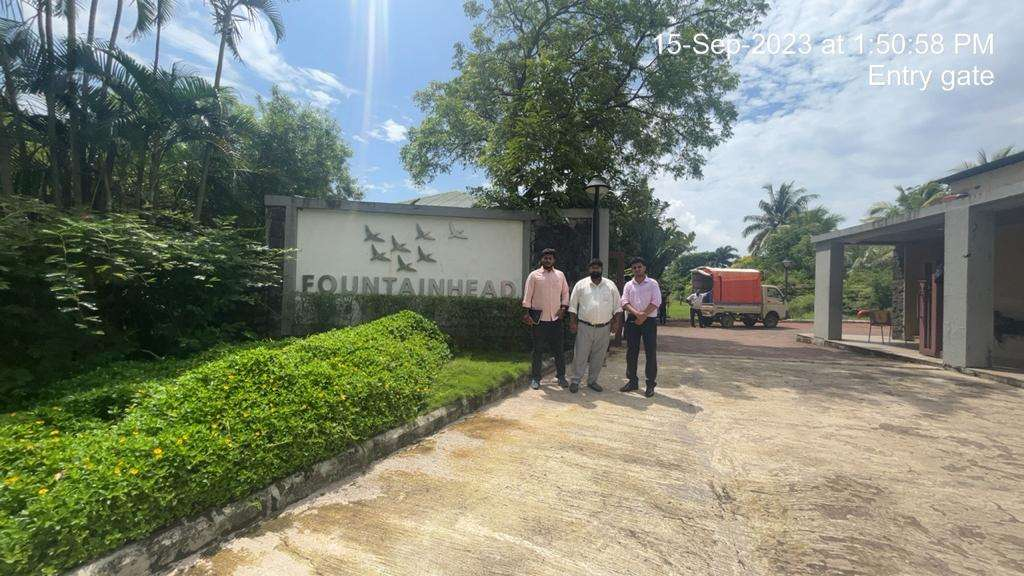 15-Sep-2023 at 1:50:58 PM
Entry gate
FOUNTAINHEAD